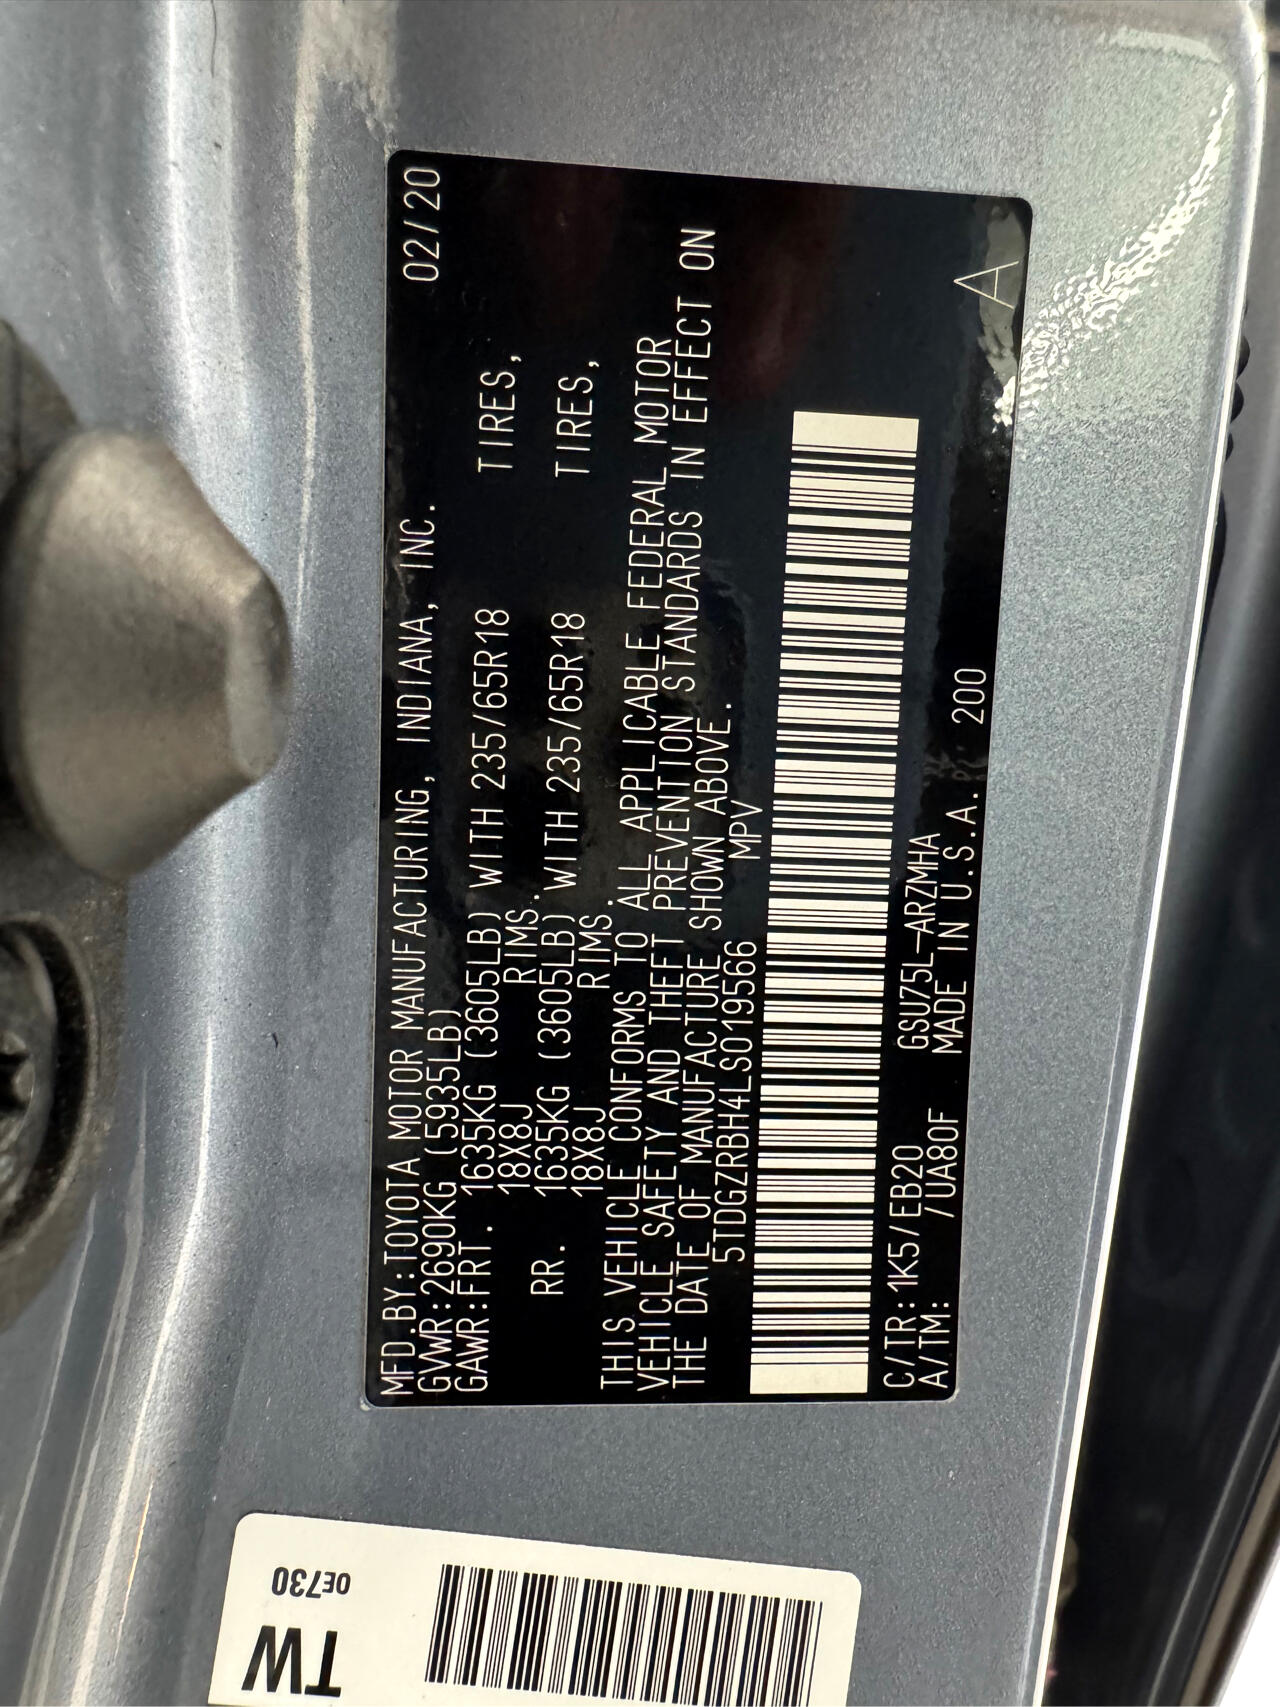 MFD.BY:TOYOTA MOTOR MANUFACTURING, INDIANA, INC. 02/20
GVWR:2690KG (5935LB)
GAWR:FRT. 1635KG (3605LB) WITH 235/65R18 TIRES,
18X8J RIMS.
RR. 1635KG (3605LB) WITH 235/65R18 TIRES,
18X8J RIMS.
THIS VEHICLE CONFORMS TO ALL APPLICABLE FEDERAL MOTOR
VEHICLE SAFETY AND THEFT PREVENTION STANDARDS IN EFFECT ON
THE DATE OF MANUFACTURE SHOWN ABOVE.
5TDGZRBH4LS019566 MPV
C/TR:1K5/EB20 GSU75L-ARZMHA
A/TM: /UA80F MADE IN U.S.A. 200
A
0E730
TW